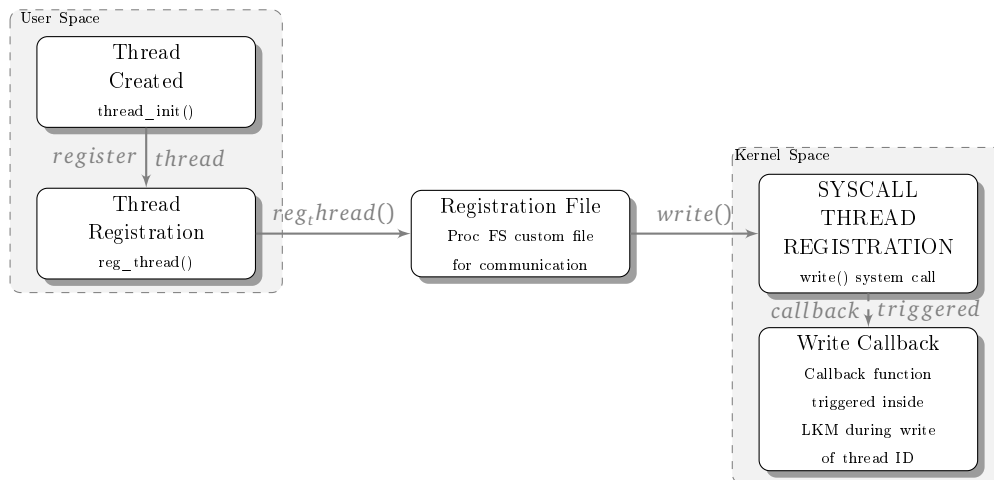 User Space
Thread
Created
thread_init()
register thread
Thread
Registration
reg_thread()
reg_thread()
Registration File
Proc FS custom file
for communication
write()
Kernel Space
SYSCALL
THREAD
REGISTRATION
write() system call
callback triggered
Write Callback
Callback function
triggered inside
LKM during write
of thread ID